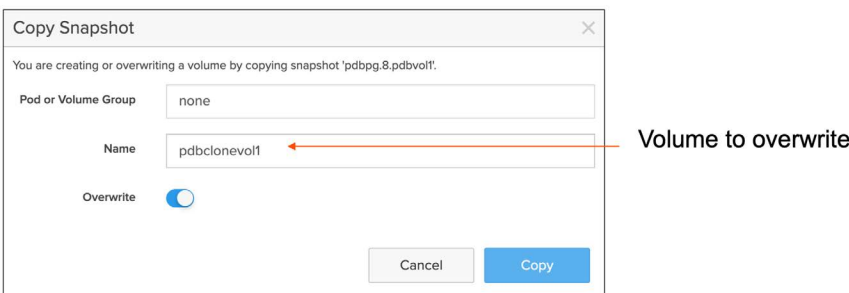 Copy Snapshot
You are creating or overwriting a volume by copying snapshot 'pdbpg.8.pdbvol1'.
Pod or Volume Group
none
Name
pdbclonevol1
Volume to overwrite
Overwrite
Cancel
Copy